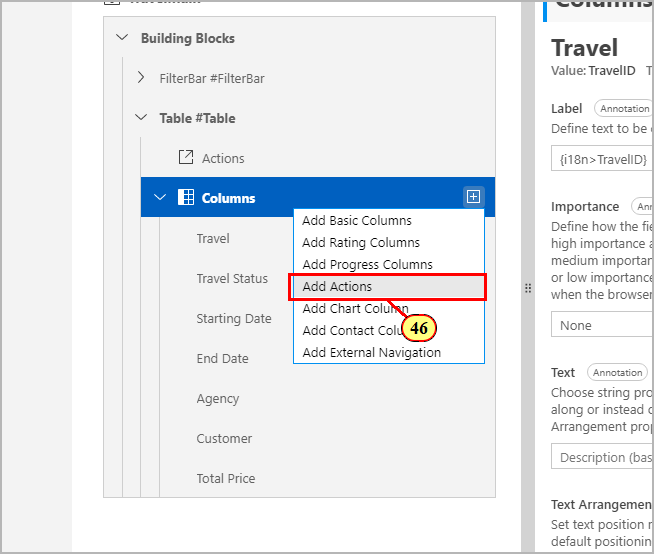 Building Blocks
FilterBar #FilterBar
Table #Table
Actions
Columns
Add Basic Columns
Add Rating Columns
Add Progress Columns
Add Actions
Add Chart Column
Add Contact
Add External Navigation
46
Travel
Travel Status
Starting Date
End Date
Agency
Customer
Total Price
Columns
Travel
Value: TravelID T
Label Annotation
Define text to be
{i18n>TravelID}
Importance Ann
Define how the fie
high importance a
medium importan
or low importance
when the browser
None
Text Annotation
Choose string pro
along or instead o
Arrangement prop
Description (bas
Text Arrangemen
Set text position r
default positionin